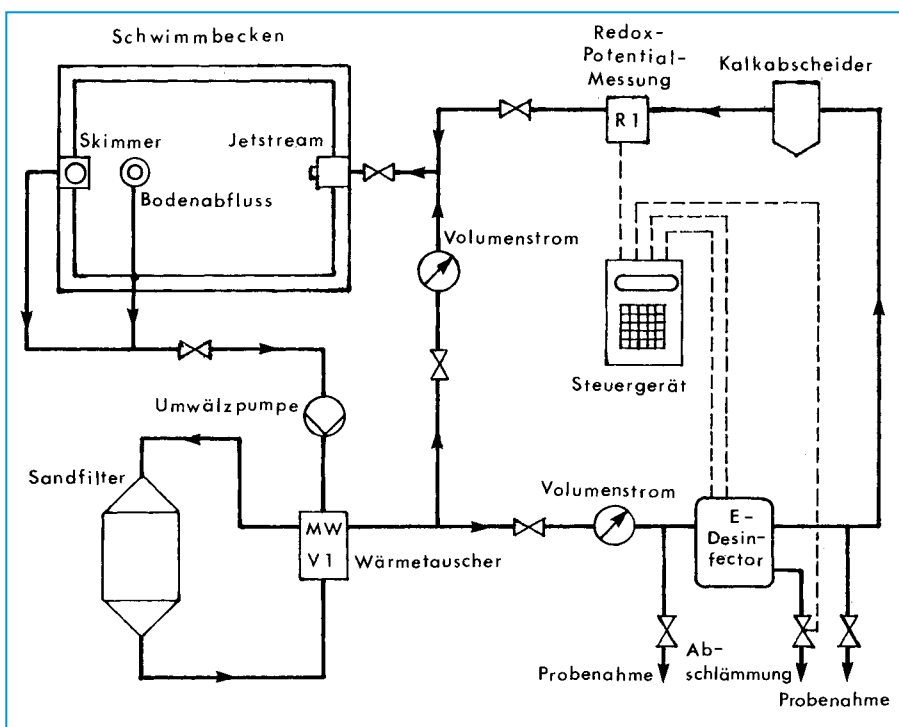 Schwimmbecken
Redox-
Potential-
Messung
Kalkabscheider
R1
Skimmer
Jetstream
Bodenabfluss
Volumenstrom
Steuergerät
Umwälzpumpe
Sandfilter
Volumenstrom
MW
V1
Wärmetauscher
E-
Desin-
fector
Probenahme
Ab-
schlämmung
Probenahme